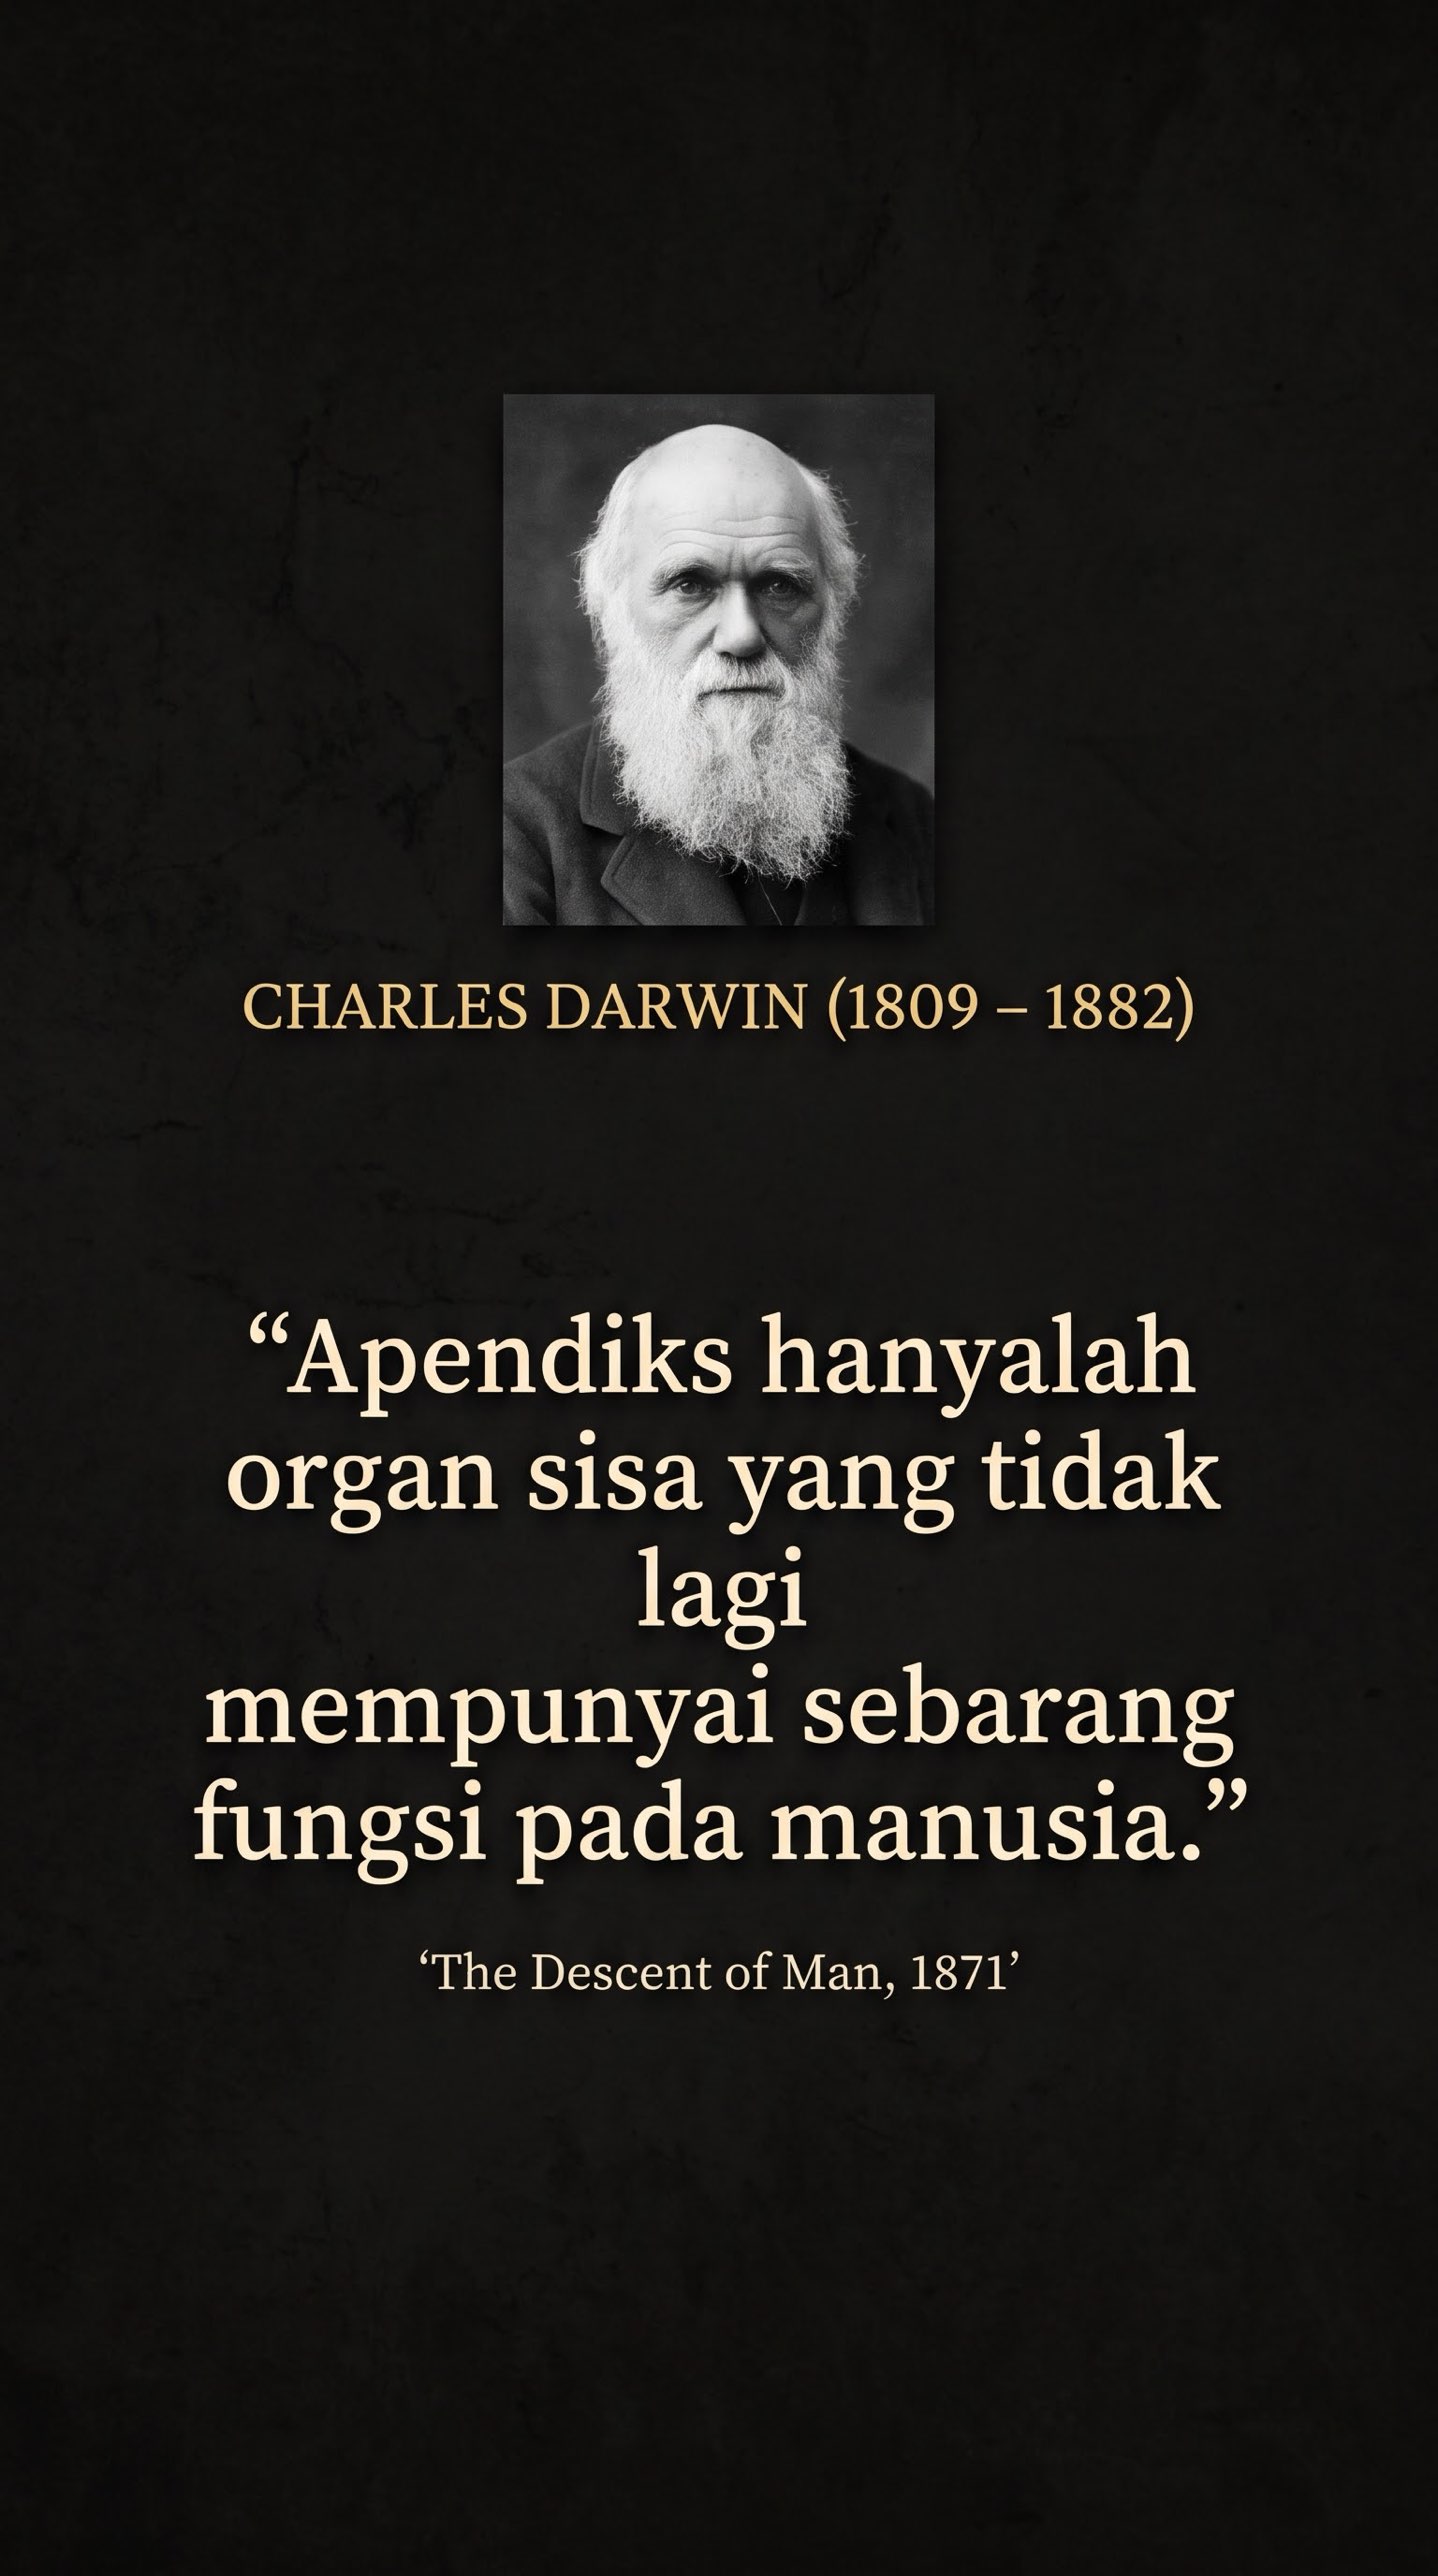 CHARLES DARWIN (1809 – 1882)
“Apendiks hanyalah
organ sisa yang tidak
lagi
mempunyai sebarang
fungsi pada manusia.”
‘The Descent of Man, 1871’